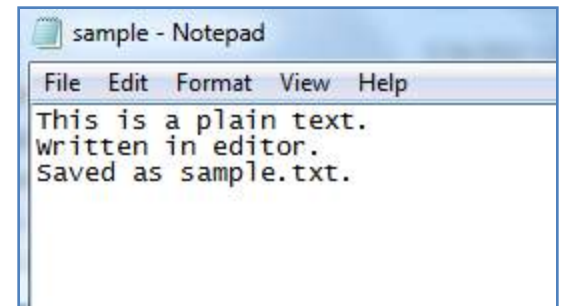 sample - Notepad
File Edit Format View Help
This is a plain text.
Written in editor.
Saved as sample.txt.